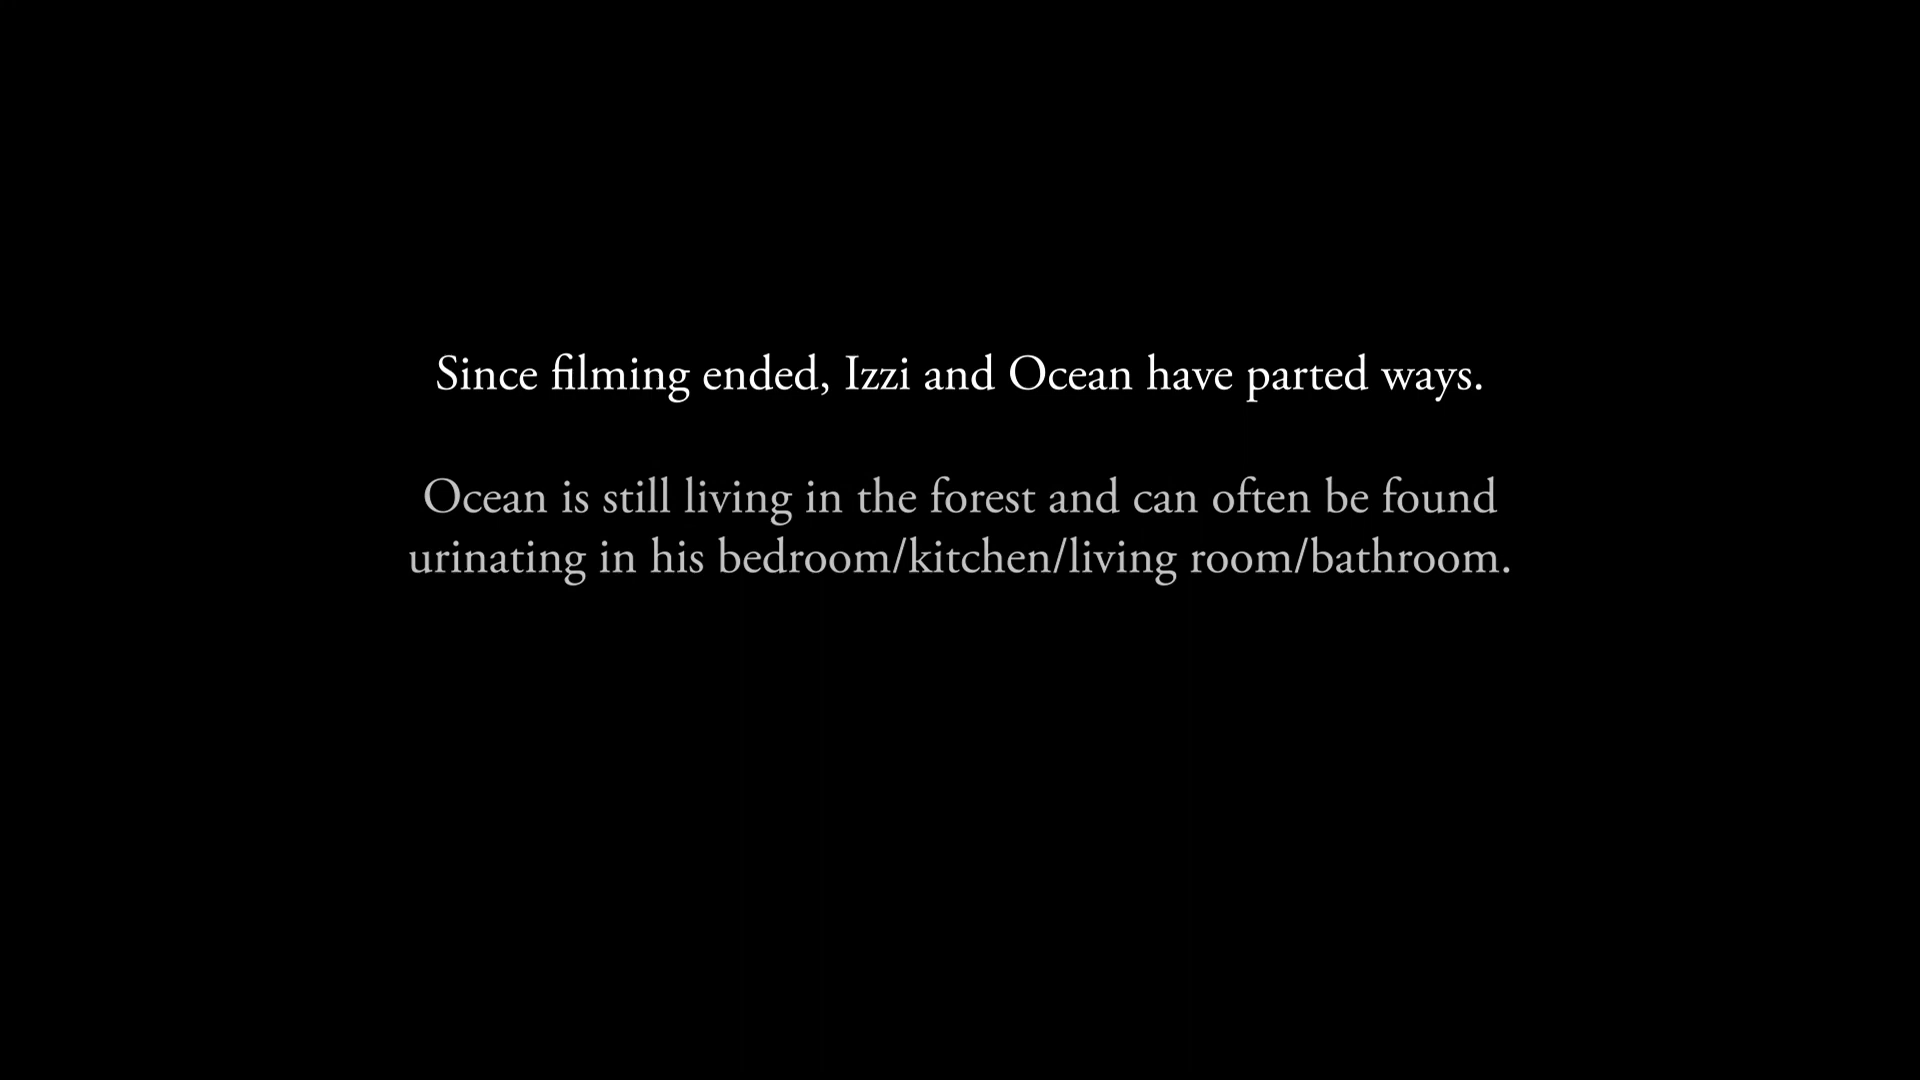 Since filming ended, Izzi and Ocean have parted ways.
Ocean is still living in the forest and can often be found
urinating in his bedroom/kitchen/living room/bathroom.